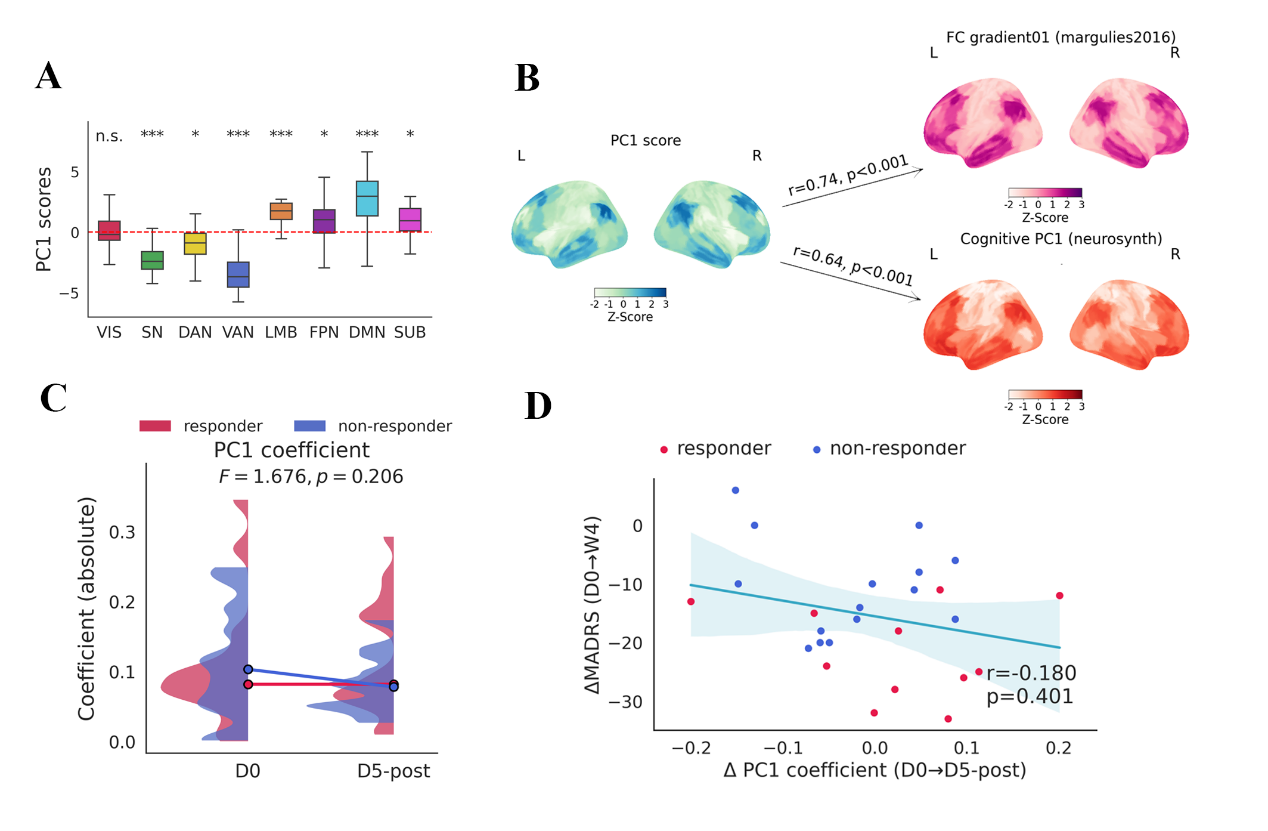 A
n.s. *** * *** *** * *** *
PC1 scores
5
0
−5
VIS SN DAN VAN LMB FPN DMN SUB
B
PC1 score
L R
-2 -1 0 1 2 3
Z-Score
r=0.74, p<0.001
r=0.64, p<0.001
FC gradient01 (margulies2016)
L R
-2 -1 0 1 2 3
Z-Score
Cognitive PC1 (neurosynth)
L R
-2 -1 0 1 2 3
Z-Score
C
responder non-responder
PC1 coefficient
F = 1.676, p = 0.206
Coefficient (absolute)
0.3
0.2
0.1
0.0
D0 D5-post
D
responder non-responder
ΔMADRS (D0→W4)
0
−10
−20
−30
r=-0.180
p=0.401
−0.2 −0.1 0.0 0.1 0.2
Δ PC1 coefficient (D0→D5-post)